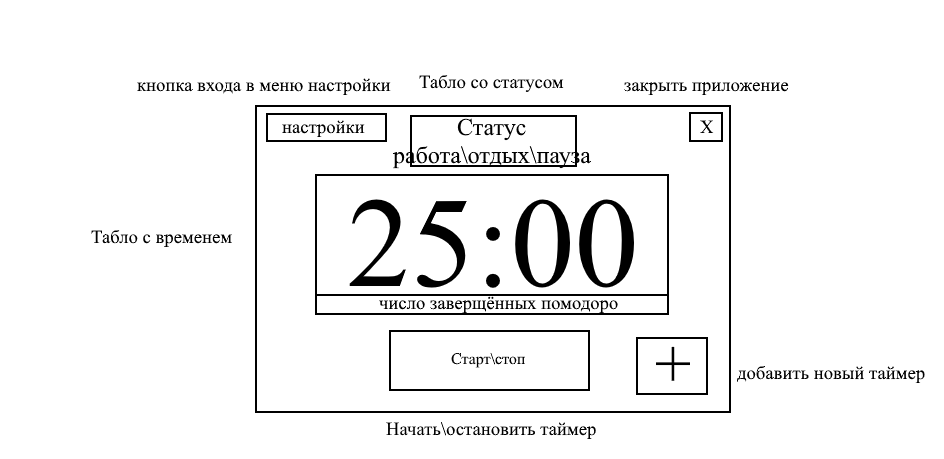 кнопка входа в меню настройки
Табло со статусом
закрыть приложение
настройки
Статус
работа\отдых\пауза
X
Табло с временем
25:00
число заверщённых помодоро
Старт\стоп
+
добавить новый таймер
Начать\остановить таймер